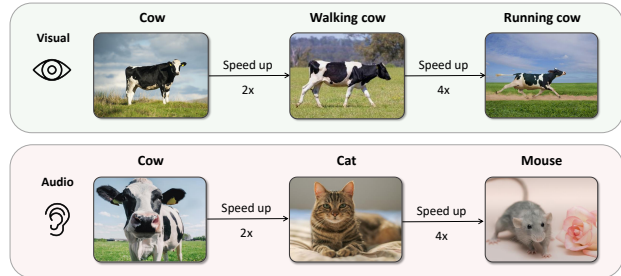 Cow
Walking cow
Running cow
Visual
Speed up
2x
Speed up
4x
Cow
Cat
Mouse
Audio
Speed up
2x
Speed up
4x